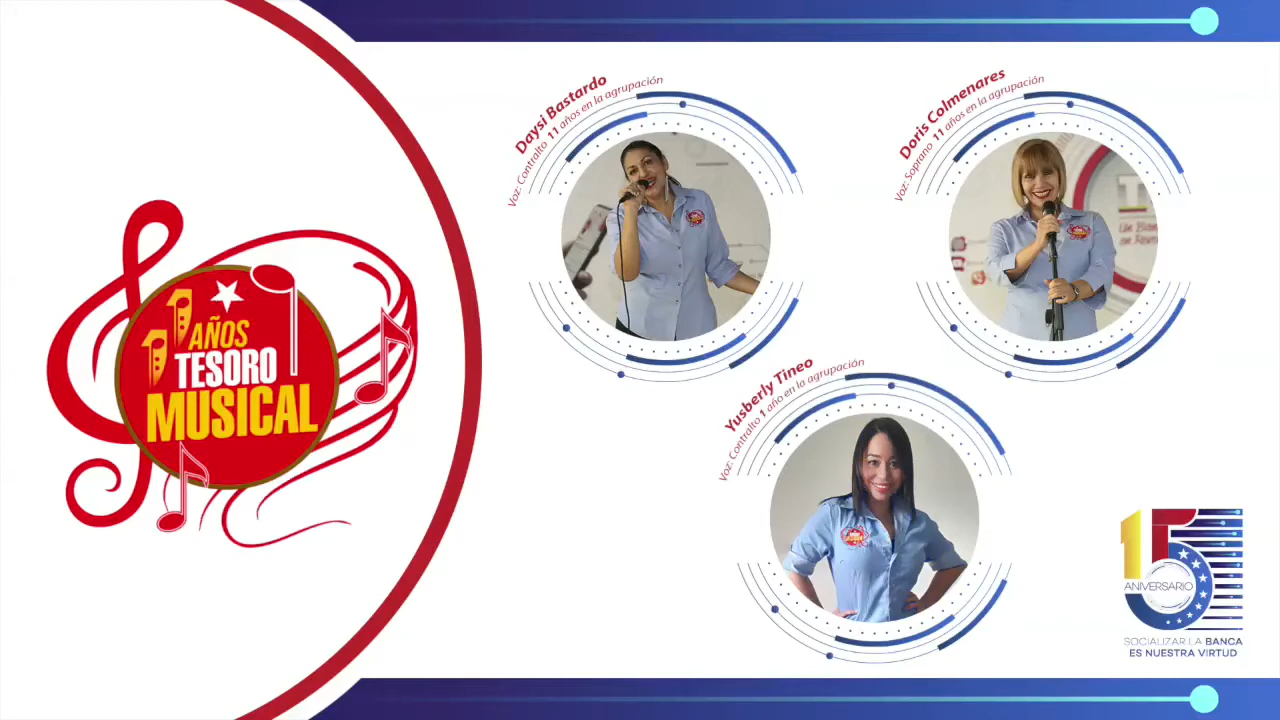 11 AÑOS
TESORO
MUSICAL
Daysi Bastardo
Voz: Contralto 11 años en la agrupación
Doris Colmenares
Voz: Soprano 11 años en la agrupación
Yusberly Tineo
Voz: Contralto 1 año en la agrupación
15
ANIVERSARIO
SOCIALIZAR LA BANCA
ES NUESTRA VIRTUD